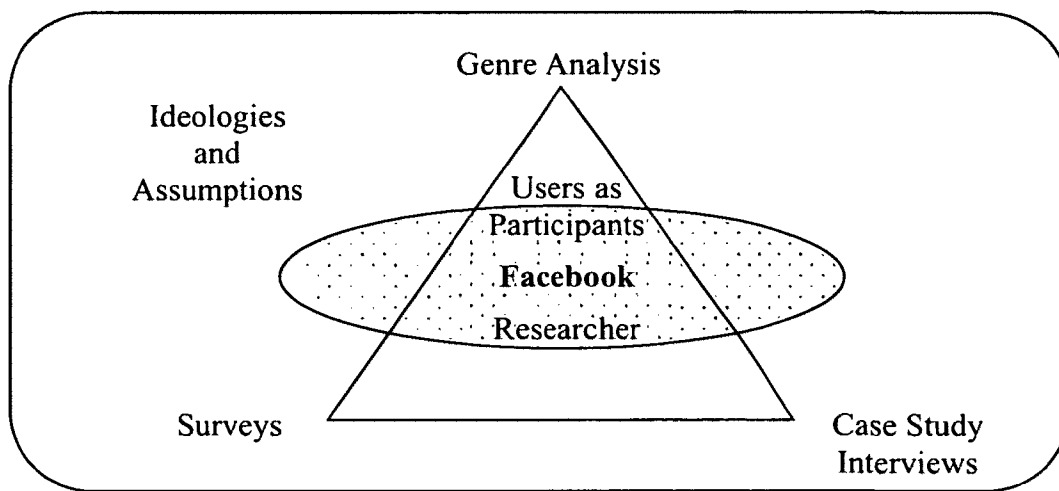 Genre Analysis
Ideologies
and
Assumptions
Users as
Participants
Facebook
Researcher
Surveys
Case Study
Interviews